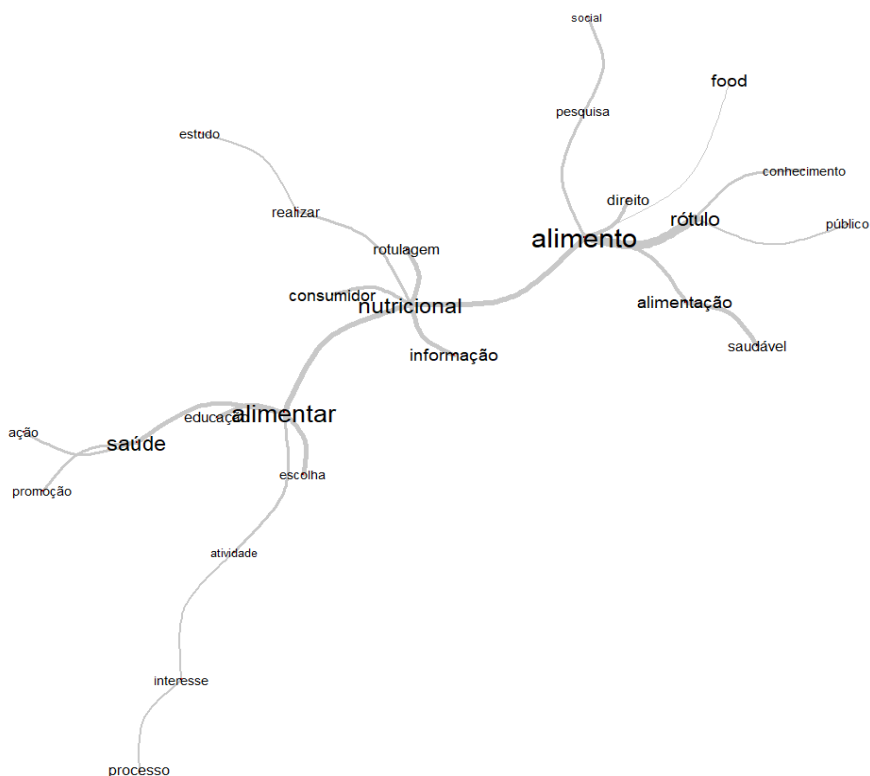 social
food
pesquisa
estudo
conhecimento
direito
realizar
rótulo
público
alimento
rotulagem
consumidor
nutricional
alimentação
saudável
informação
educação
alimentar
ação
saúde
escolha
promoção
atividade
interesse
processo